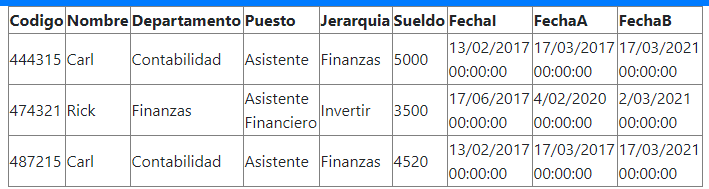 Codigo Nombre Departamento Puesto Jerarquia Sueldo FechaI FechaA FechaB
444315 Carl Contabilidad Asistente Finanzas 5000 13/02/2017 00:00:00 17/03/2017 00:00:00 17/03/2021 00:00:00
474321 Rick Finanzas Asistente Financiero Invertir 3500 17/06/2017 00:00:00 4/02/2020 00:00:00 2/03/2021 00:00:00
487215 Carl Contabilidad Asistente Finanzas 4520 13/02/2017 00:00:00 17/03/2017 00:00:00 17/03/2021 00:00:00